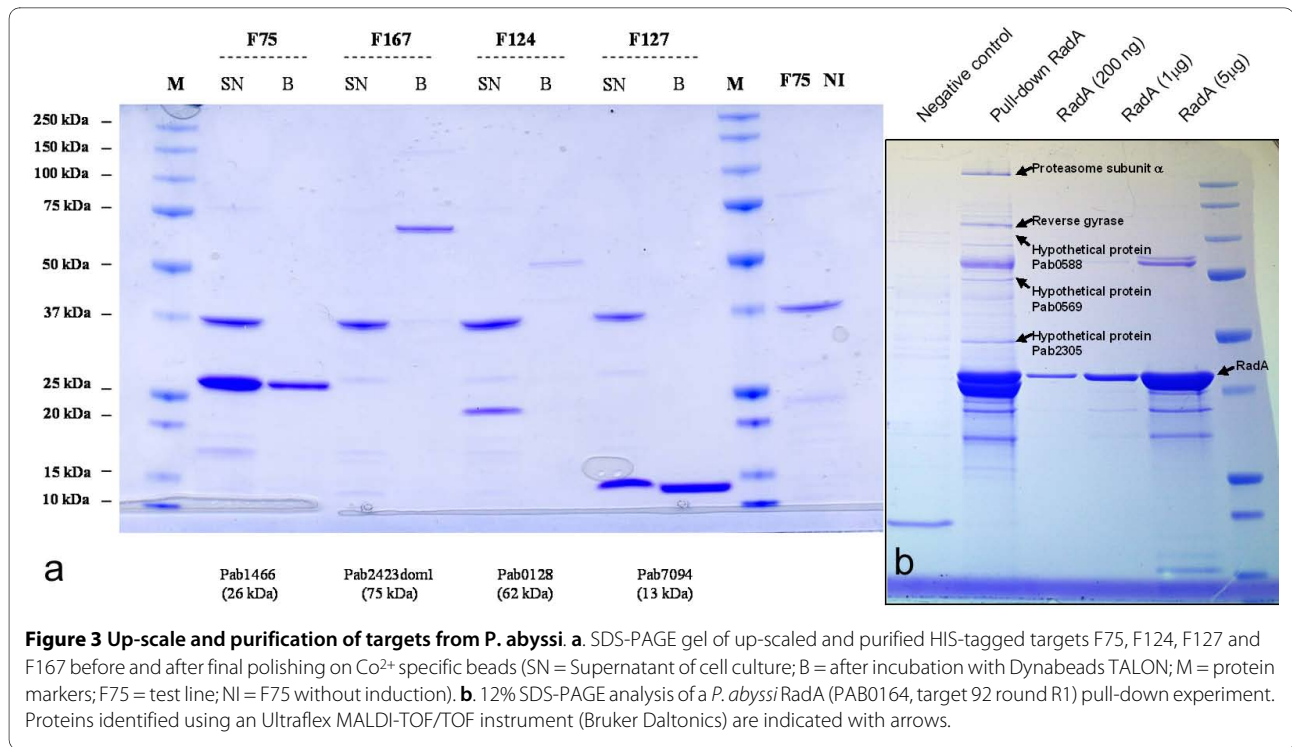 F75 F167 F124 F127
M SN B SN B SN B SN B M F75 NI
250 kDa
150 kDa
100 kDa
75 kDa
50 kDa
37 kDa
25 kDa
20 kDa
15 kDa
10 kDa
a
Pab1466 Pab2423dom1 Pab0128 Pab7094
(26 kDa) (75 kDa) (62 kDa) (13 kDa)
Negative control
Pull-down RadA
RadA (200 ng)
RadA (1µg)
RadA (5µg)
Proteasome subunit α
Reverse gyrase
Hypothetical protein
Pab0588
Hypothetical protein
Pab0569
Hypothetical protein
Pab2305
RadA
b
Figure 3 Up-scale and purification of targets from P. abyssi. a. SDS-PAGE gel of up-scaled and purified HIS-tagged targets F75, F124, F127 and
F167 before and after final polishing on Co2+ specific beads (SN = Supernatant of cell culture; B = after incubation with Dynabeads TALON; M = protein
markers; F75 = test line; NI = F75 without induction). b. 12% SDS-PAGE analysis of a P. abyssi RadA (PAB0164, target 92 round R1) pull-down experiment.
Proteins identified using an Ultraflex MALDI-TOF/TOF instrument (Bruker Daltonics) are indicated with arrows.